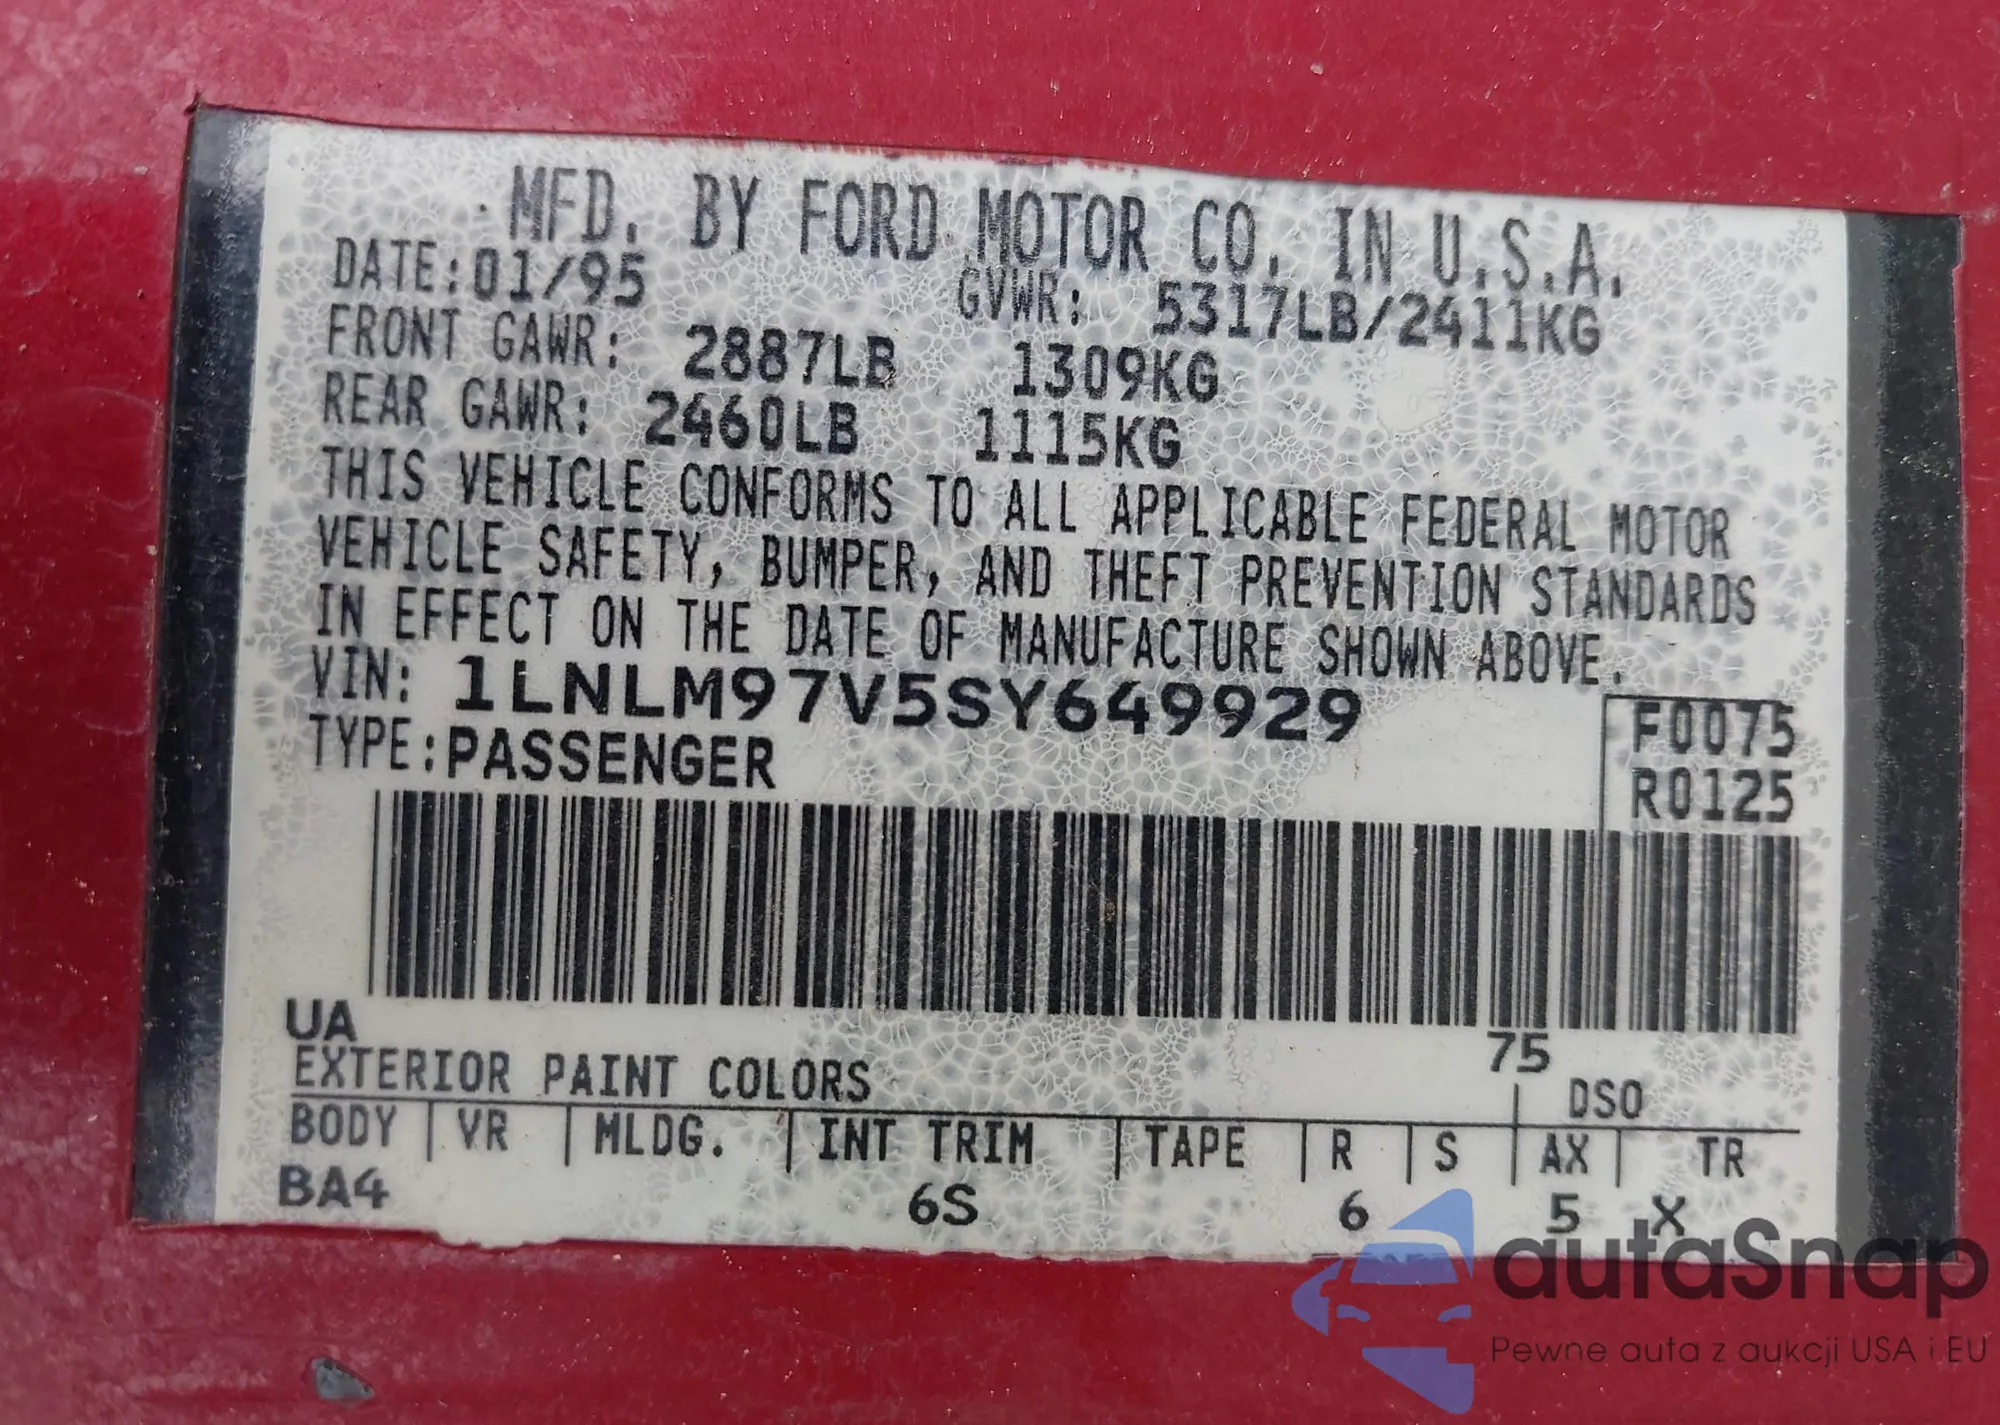 MFD. BY FORD MOTOR CO. IN U.S.A.
DATE:01/95 GVWR: 5317LB/2411KG
FRONT GAWR: 2887LB 1309KG
REAR GAWR: 2460LB 1115KG
THIS VEHICLE CONFORMS TO ALL APPLICABLE FEDERAL MOTOR
VEHICLE SAFETY, BUMPER, AND THEFT PREVENTION STANDARDS
IN EFFECT ON THE DATE OF MANUFACTURE SHOWN ABOVE.
VIN: 1LNLM97V5SY649929
TYPE:PASSENGER
F0075
R0125
UA 75
EXTERIOR PAINT COLORS DSO
BODY VR MLDG. INT TRIM TAPE R S AX TR
BA4 6S 6 5 X
autaSnap
Pewne auta z aukcji USA i EU